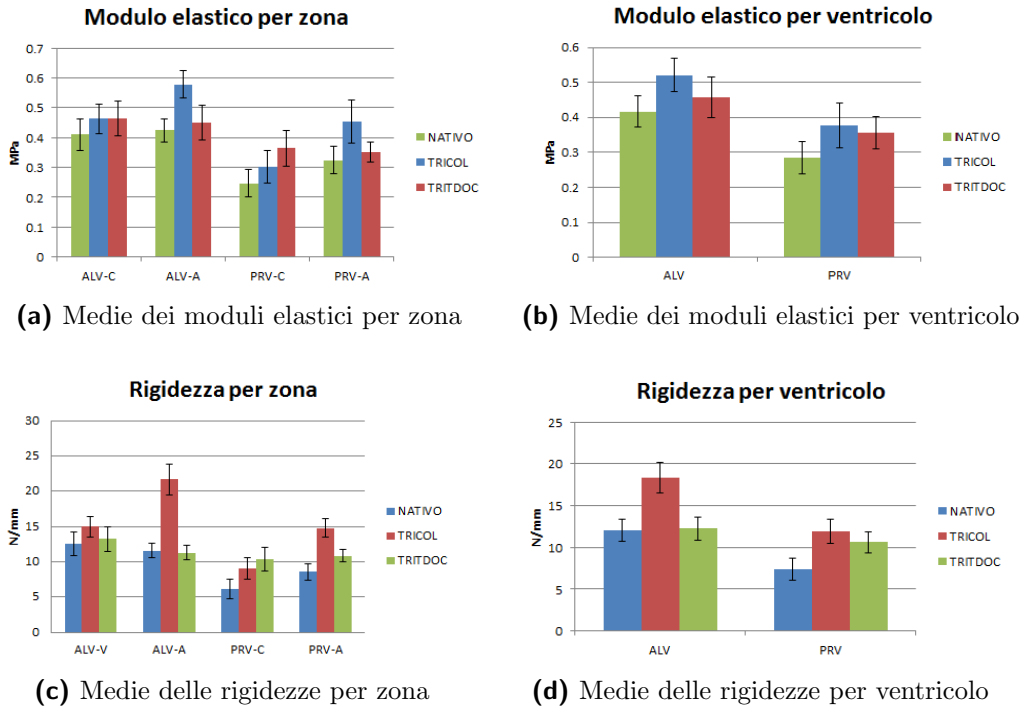 Modulo elastico per zona
0.7
0.6
0.5
0.4
0.3
0.2
0.1
0
MPa
ALV-C ALV-A PRV-C PRV-A
NATIVO
TRICOL
TRITDOC
(a) Medie dei moduli elastici per zona
Modulo elastico per ventricolo
0.6
0.5
0.4
0.3
0.2
0.1
0
MPa
ALV PRV
NATIVO
TRICOL
TRITDOC
(b) Medie dei moduli elastici per ventricolo
Rigidezza per zona
30
25
20
15
10
5
0
N/mm
ALV-V ALV-A PRV-C PRV-A
NATIVO
TRICOL
TRITDOC
(c) Medie delle rigidezze per zona
Rigidezza per ventricolo
25
20
15
10
5
0
N/mm
ALV PRV
NATIVO
TRICOL
TRITDOC
(d) Medie delle rigidezze per ventricolo